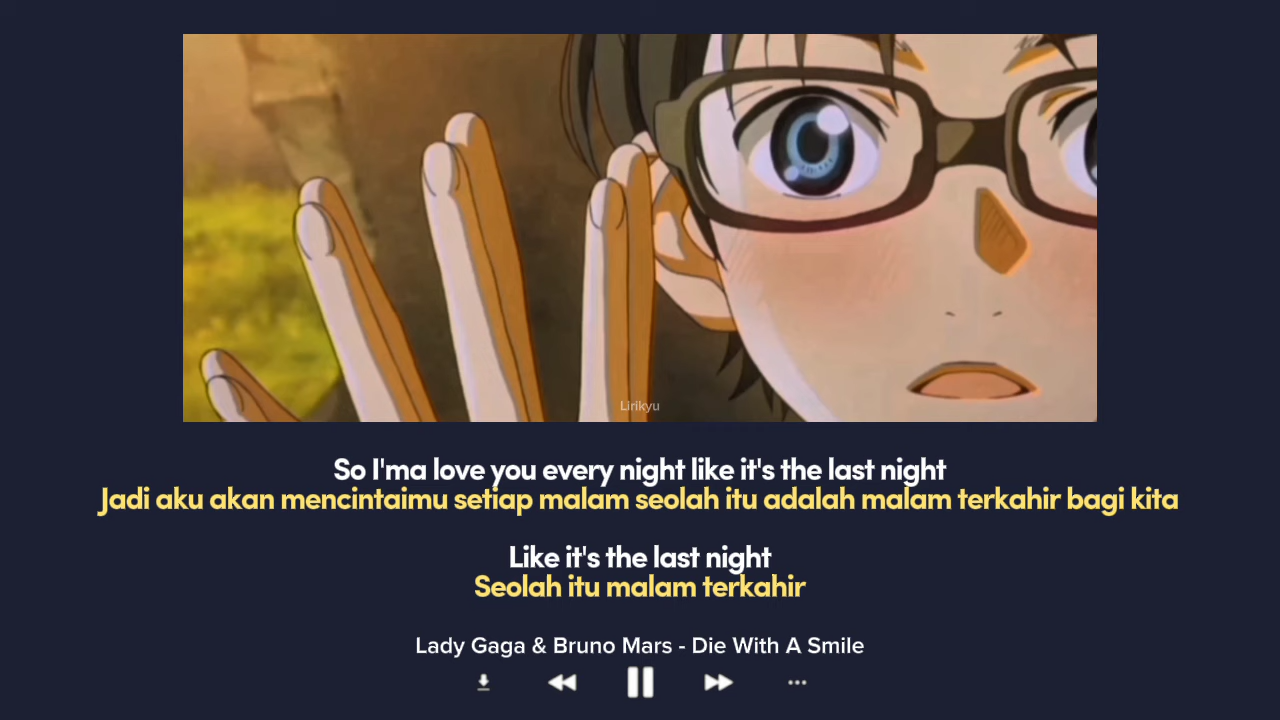 Lirikyu
So I'ma love you every night like it's the last night
Jadi aku akan mencintaimu setiap malam seolah itu adalah malam terkahir bagi kita
Like it's the last night
Seolah itu malam terkahir
Lady Gaga & Bruno Mars - Die With A Smile